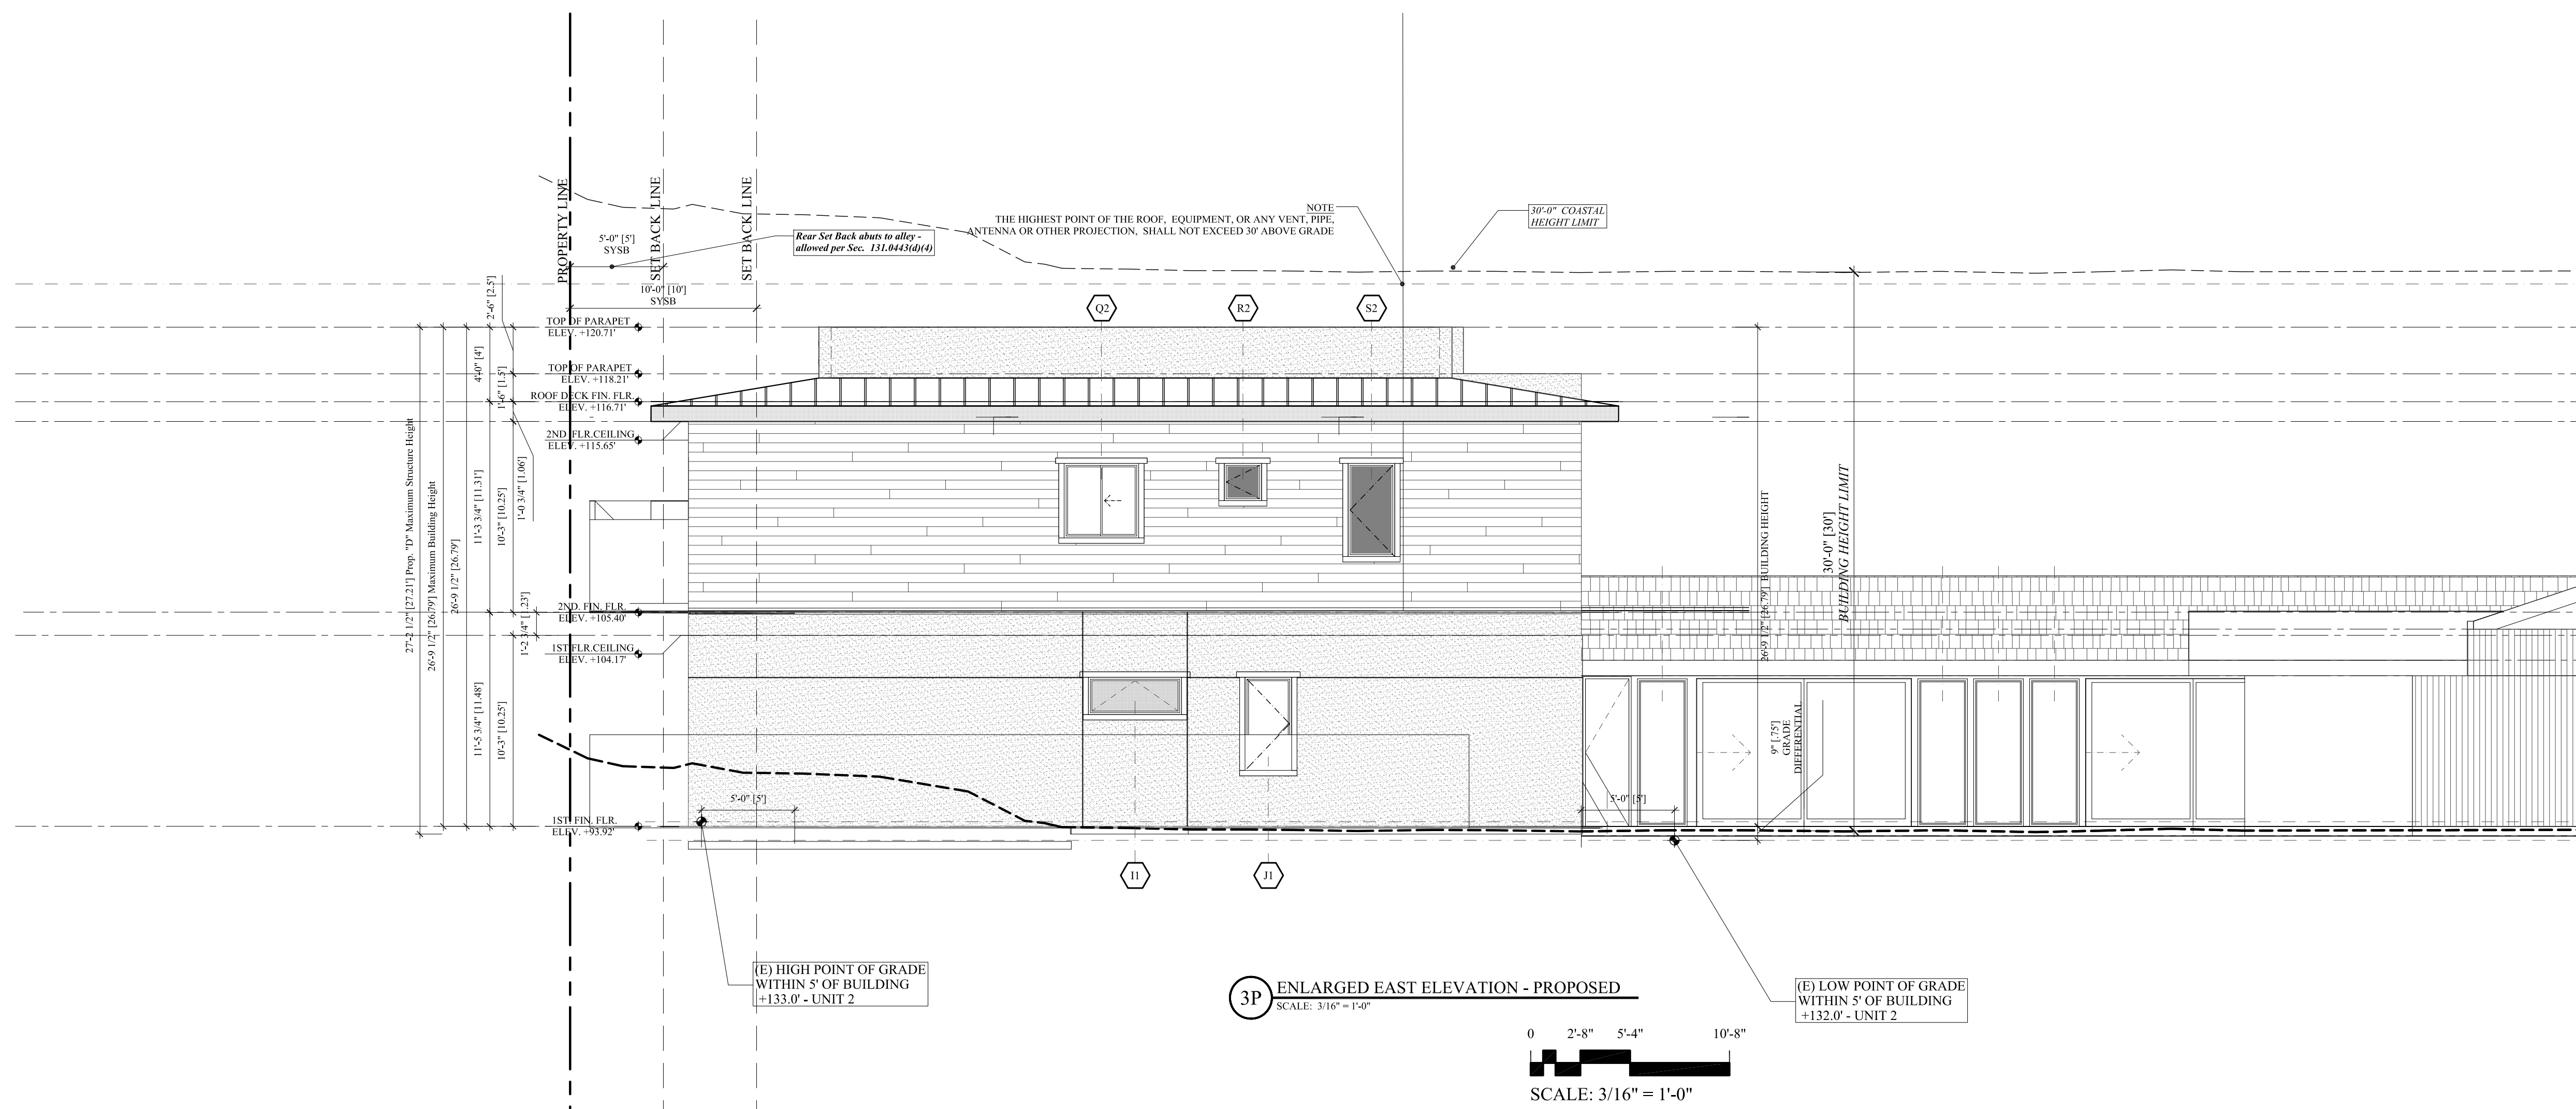 PROPERTY LINE
SET BACK LINE
SET BACK LINE
5'-0" [5']
SYSB
Rear Set Back abuts to alley -
allowed per Sec. 131.0443(d)(4)
10'-0" [10']
SYSB
NOTE
THE HIGHEST POINT OF THE ROOF, EQUIPMENT, OR ANY VENT, PIPE,
ANTENNA OR OTHER PROJECTION, SHALL NOT EXCEED 30' ABOVE GRADE
30'-0" COASTAL
HEIGHT LIMIT
Q2
R2
S2
TOP OF PARAPET
ELEV. +120.71'
TOP OF PARAPET
ELEV. +118.21'
ROOF DECK FIN. FLR.
ELEV. +116.71'
2ND FLR.CEILING
ELEV. +115.65'
2ND. FIN. FLR.
ELEV. +105.40'
1ST FLR.CEILING
ELEV. +104.17'
1ST. FIN. FLR.
ELEV. +93.92'
27'-2 1/2" [27.21'] Prop. "D" Maximum Structure Height
26'-9 1/2" [26.79'] Maximum Building Height
26'-9 1/2" [26.79']
4'-0" [4']
11'-3 3/4" [11.31']
11'-5 3/4" [11.48']
2'-6" [2.5']
1'-6" [1.5']
10'-3" [10.25']
10'-3" [10.25']
1'-0 3/4" [1.06']
1'-2 3/4" [1.23']
26'-9 1/2" [26.79'] BUILDING HEIGHT
30'-0" [30']
BUILDING HEIGHT LIMIT
9" [.75']
GRADE
DIFFERENTIAL
5'-0" [5']
5'-0" [5']
I1
J1
(E) HIGH POINT OF GRADE
WITHIN 5' OF BUILDING
+133.0' - UNIT 2
3P
ENLARGED EAST ELEVATION - PROPOSED
SCALE: 3/16" = 1'-0"
(E) LOW POINT OF GRADE
WITHIN 5' OF BUILDING
+132.0' - UNIT 2
0 2'-8" 5'-4" 10'-8"
SCALE: 3/16" = 1'-0"